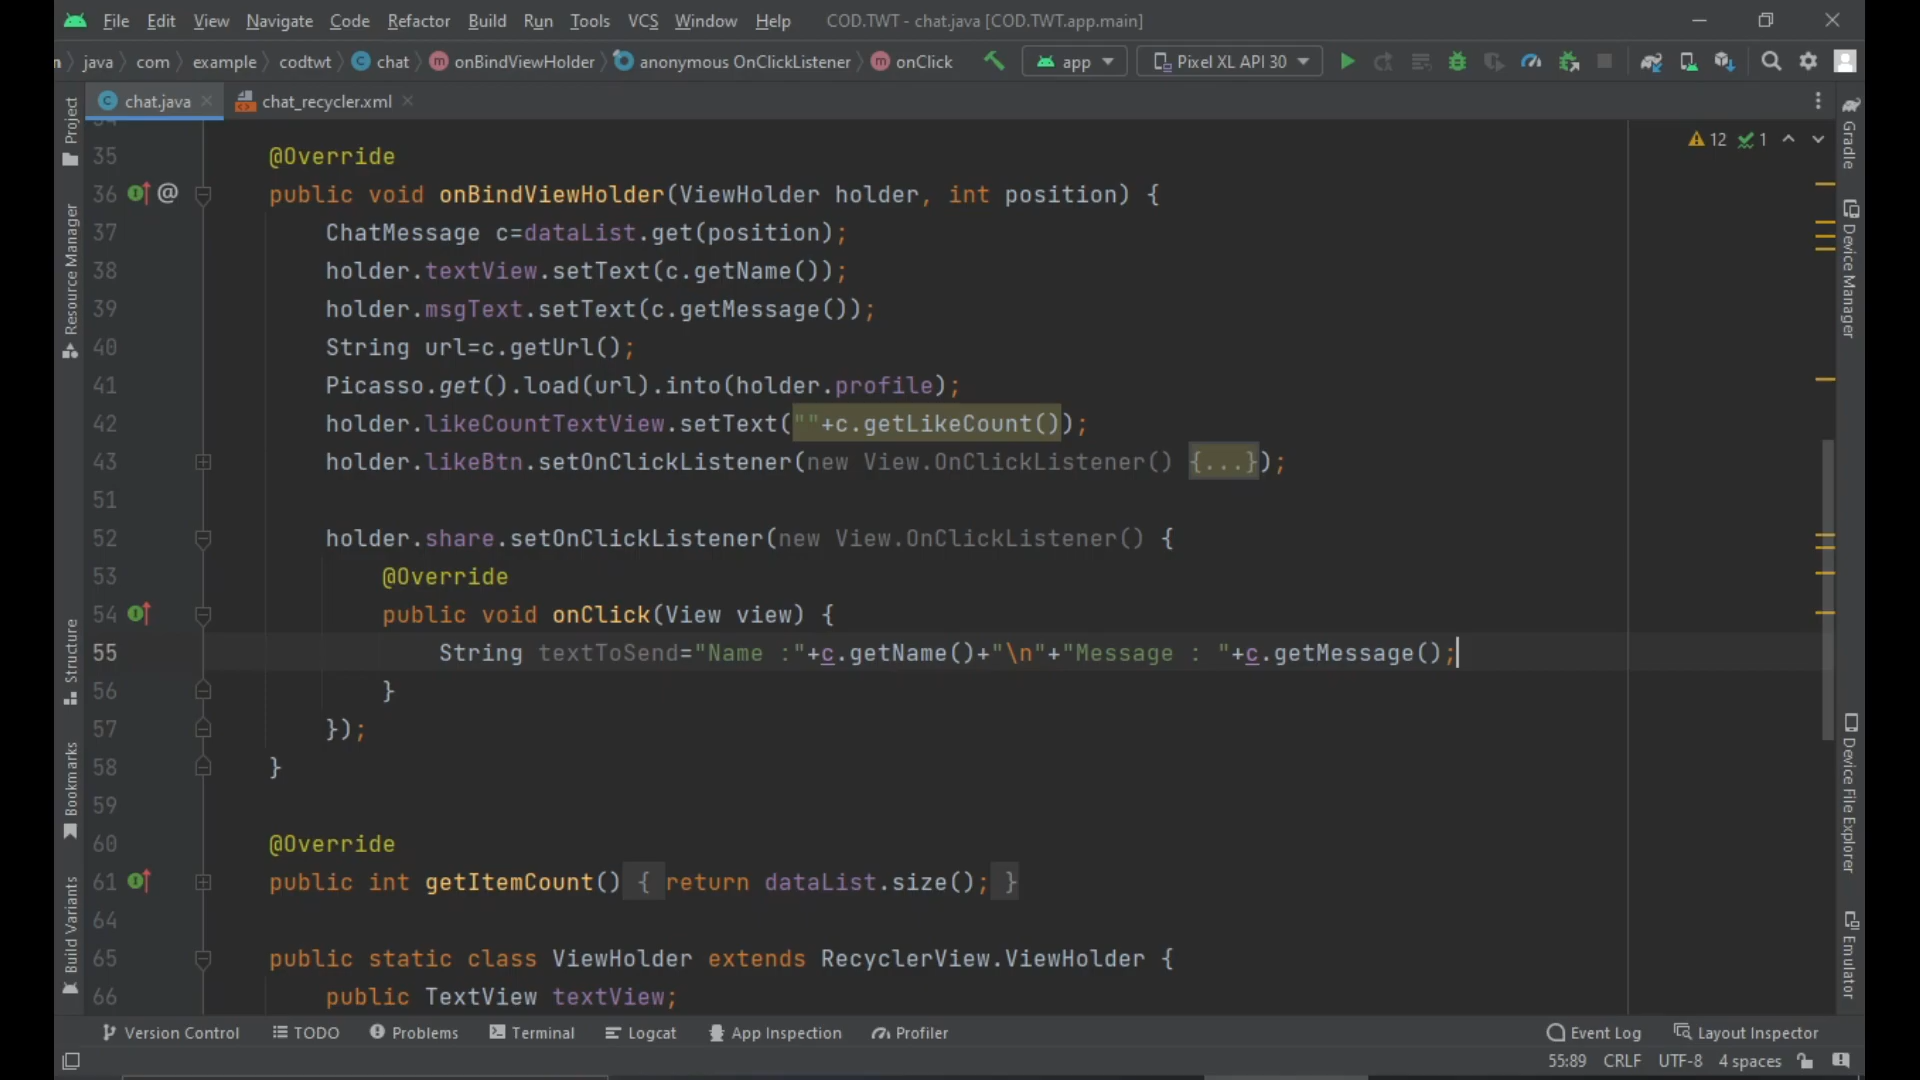 File Edit View Navigate Code Refactor Build Run Tools VCS Window Help COD.TWT - chat.java [COD.TWT.app.main]
java com example codtwt chat onBindViewHolder anonymous OnClickListener onClick app Pixel XL API 30
chat.java chat_recycler.xml
12 1
35 @Override
36 public void onBindViewHolder(ViewHolder holder, int position) {
37 ChatMessage c=dataList.get(position);
38 holder.textView.setText(c.getName());
39 holder.msgText.setText(c.getMessage());
40 String url=c.getUrl();
41 Picasso.get().load(url).into(holder.profile);
42 holder.likeCountTextView.setText(""+c.getLikeCount());
43 holder.likeBtn.setOnClickListener(new View.OnClickListener() {...});
51
52 holder.share.setOnClickListener(new View.OnClickListener() {
53 @Override
54 public void onClick(View view) {
55 String textToSend="Name :"+c.getName()+"\n"+"Message : "+c.getMessage();
56 }
57 });
58 }
59
60 @Override
61 public int getItemCount() { return dataList.size(); }
64
65 public static class ViewHolder extends RecyclerView.ViewHolder {
66 public TextView textView;
Project
Resource Manager
Structure
Bookmarks
Build Variants
Gradle
Device Manager
Device File Explorer
Emulator
Version Control TODO Problems Terminal Logcat App Inspection Profiler Event Log Layout Inspector
55:89 CRLF UTF-8 4 spaces